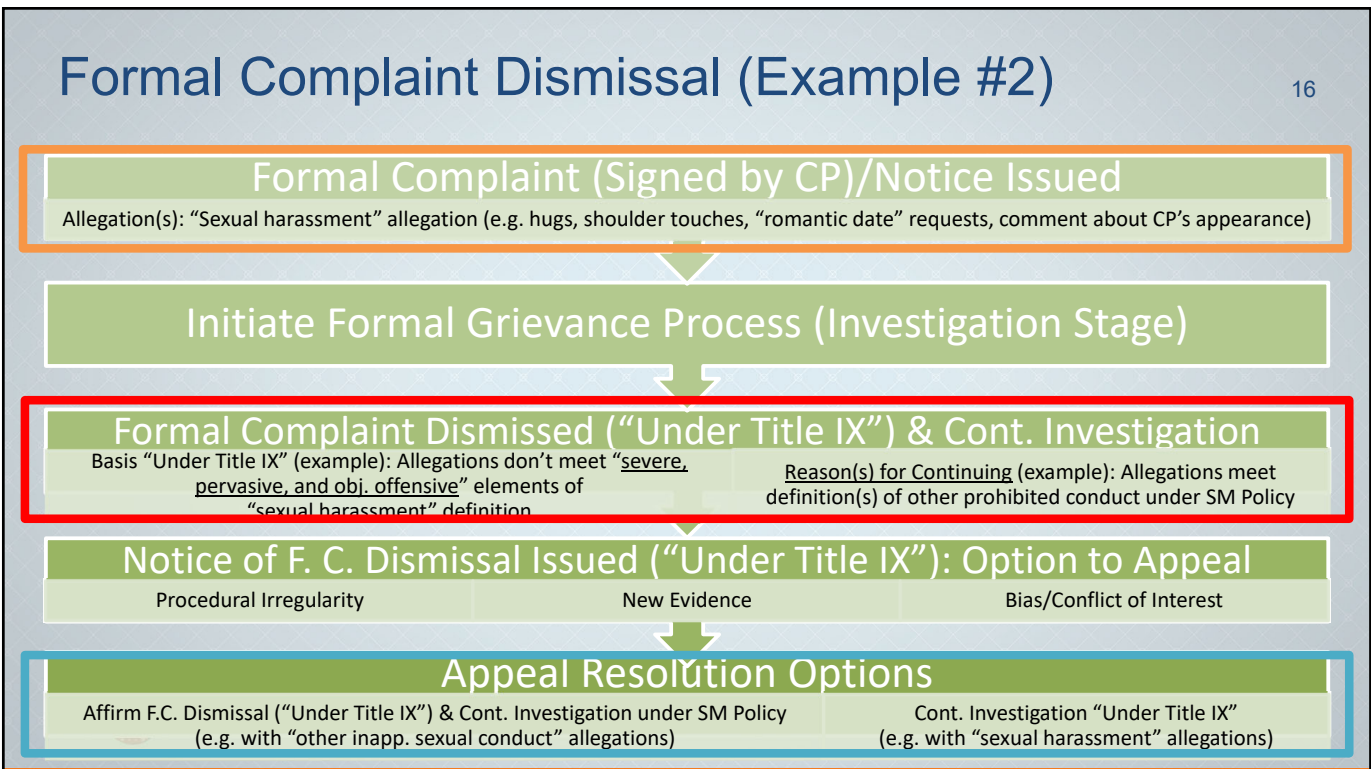 Formal Complaint Dismissal (Example #2)
16
Formal Complaint (Signed by CP)/Notice Issued
Allegation(s): “Sexual harassment” allegation (e.g. hugs, shoulder touches, “romantic date” requests, comment about CP’s appearance)
Initiate Formal Grievance Process (Investigation Stage)
Formal Complaint Dismissed (“Under Title IX”) & Cont. Investigation
Basis “Under Title IX” (example): Allegations don’t meet “severe,
pervasive, and obj. offensive” elements of
“sexual harassment” definition
Reason(s) for Continuing (example): Allegations meet
definition(s) of other prohibited conduct under SM Policy
Notice of F. C. Dismissal Issued (“Under Title IX”): Option to Appeal
Procedural Irregularity
New Evidence
Bias/Conflict of Interest
Appeal Resolution Options
Affirm F.C. Dismissal (“Under Title IX”) & Cont. Investigation under SM Policy
(e.g. with “other inapp. sexual conduct” allegations)
Cont. Investigation “Under Title IX”
(e.g. with “sexual harassment” allegations)